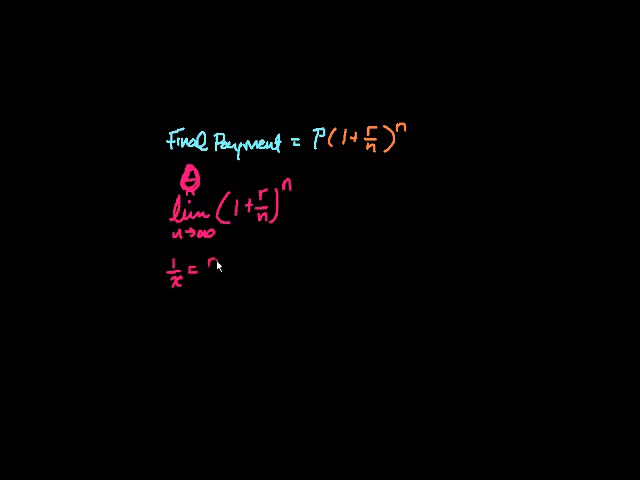 Final Payment = P(1+r/n)^n
lim n→∞ (1+r/n)^n
1/x = r